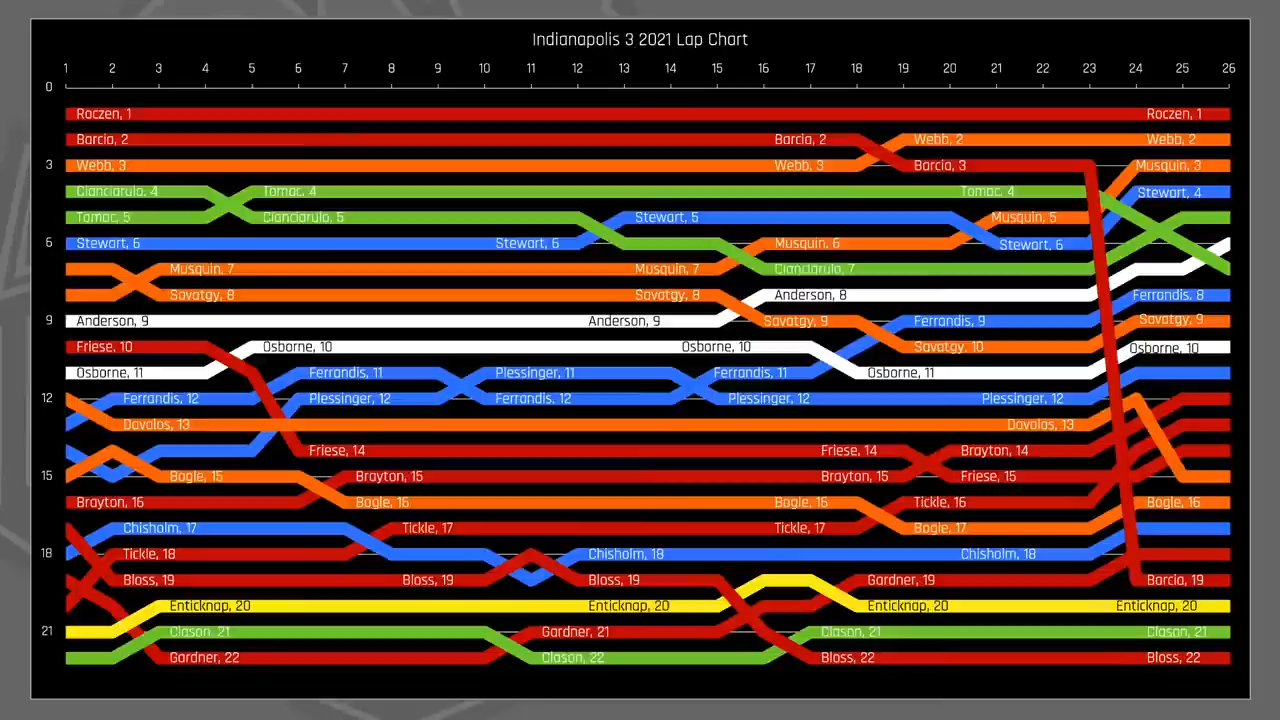 Indianapolis 3 2021 Lap Chart
1 2 3 4 5 6 7 8 9 10 11 12 13 14 15 16 17 18 19 20 21 22 23 24 25 26
0
Roczen, 1 Roczen, 1
Barcia, 2 Barcia, 2 Webb, 2 Webb, 2
3 Webb, 3 Webb, 3 Barcia, 3 Musquin, 3
Cianciarulo, 4 Tomac, 4 Tomac, 4 Stewart, 4
Tomac, 5 Cianciarulo, 5 Stewart, 5 Musquin, 5
6 Stewart, 6 Stewart, 6 Musquin, 6 Stewart, 6
Musquin, 7 Musquin, 7 Cianciarulo, 7
Savatgy, 8 Savatgy, 8 Anderson, 8 Ferrandis, 8
9 Anderson, 9 Anderson, 9 Savatgy, 9 Ferrandis, 9 Savatgy, 9
Friese, 10 Osborne, 10 Osborne, 10 Savatgy, 10 Osborne, 10
Osborne, 11 Ferrandis, 11 Plessinger, 11 Ferrandis, 11 Osborne, 11
12 Ferrandis, 12 Plessinger, 12 Ferrandis, 12 Plessinger, 12 Plessinger, 12
Davalos, 13 Davalos, 13
Friese, 14 Friese, 14 Brayton, 14
15 Bogle, 15 Brayton, 15 Brayton, 15 Friese, 15
Brayton, 16 Bogle, 16 Bogle, 16 Tickle, 16 Bogle, 16
Chisholm, 17 Tickle, 17 Tickle, 17 Bogle, 17
18 Tickle, 18 Chisholm, 18 Chisholm, 18
Bloss, 19 Bloss, 19 Bloss, 19 Gardner, 19 Barcia, 19
Enticknap, 20 Enticknap, 20 Enticknap, 20 Enticknap, 20
21 Clason, 21 Gardner, 21 Clason, 21 Clason, 21
Gardner, 22 Clason, 22 Bloss, 22 Bloss, 22